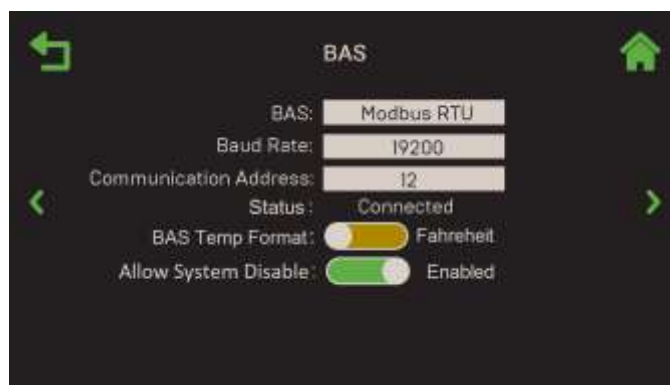 BAS
BAS: Modbus RTU
Baud Rate: 19200
Communication Address: 12
Status: Connected
BAS Temp Format: Fahreheit
Allow System Disable: Enabled